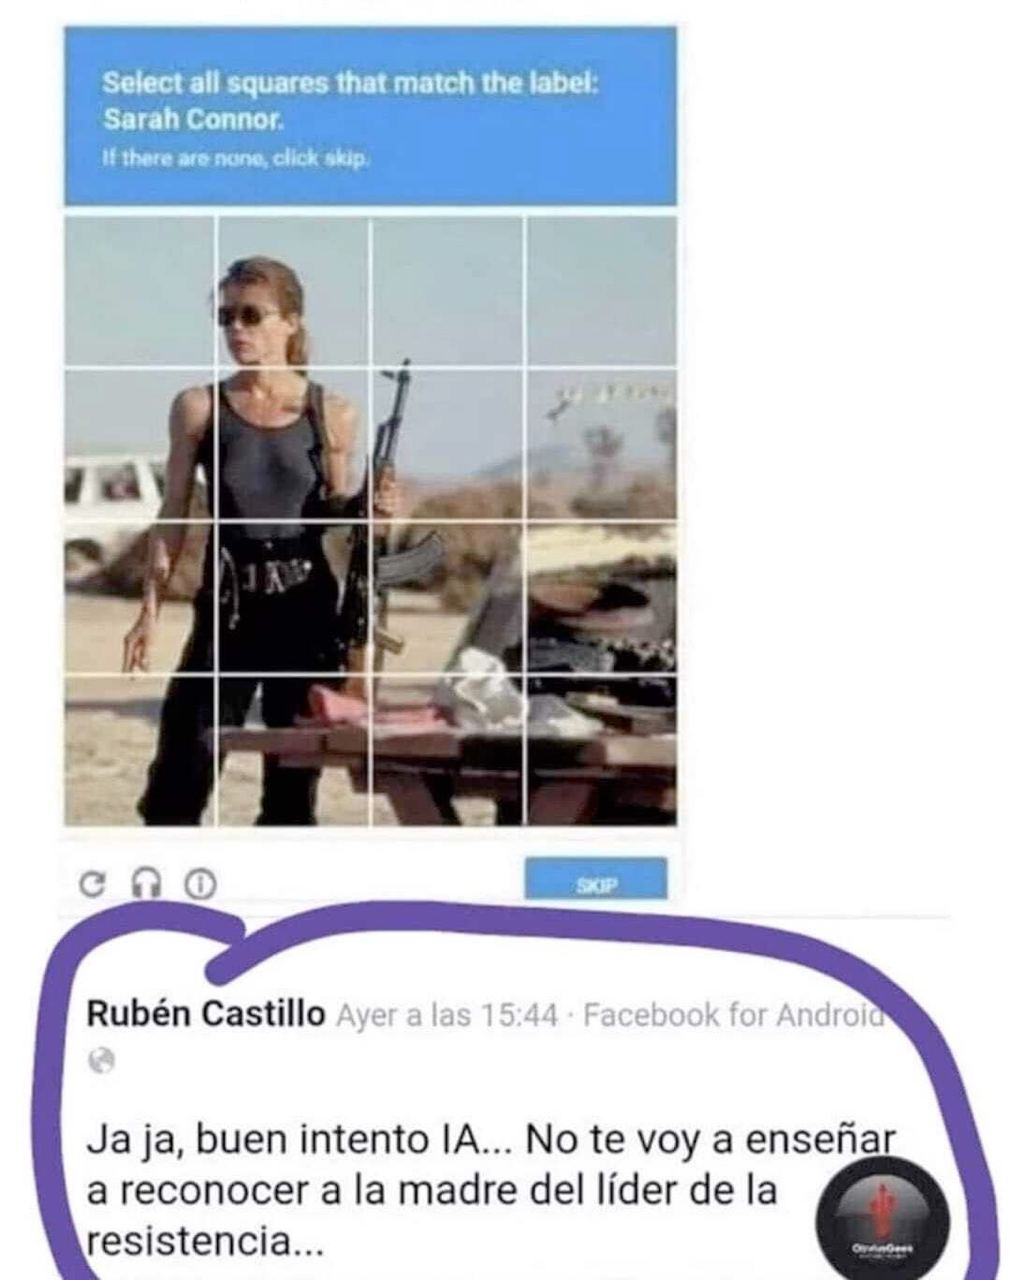 Select all squares that match the label:
Sarah Connor.
If there are none, click skip.
SKIP
Rubén Castillo Ayer a las 15:44 · Facebook for Android
Ja ja, buen intento IA... No te voy a enseñar
a reconocer a la madre del líder de la
resistencia...